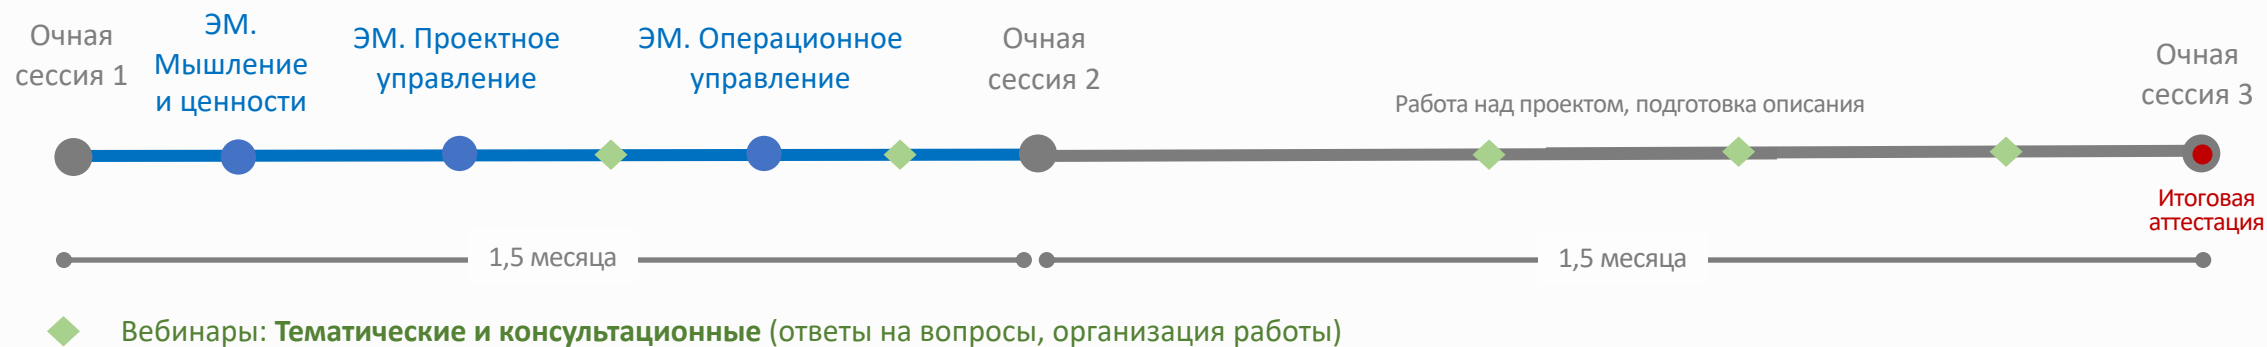 Очная
сессия 1
ЭМ.
Мышление
и ценности
ЭМ. Проектное
управление
ЭМ. Операционное
управление
Очная
сессия 2
Работа над проектом, подготовка описания
Очная
сессия 3
Итоговая
аттестация
1,5 месяца
1,5 месяца
Вебинары: Тематические и консультационные (ответы на вопросы, организация работы)